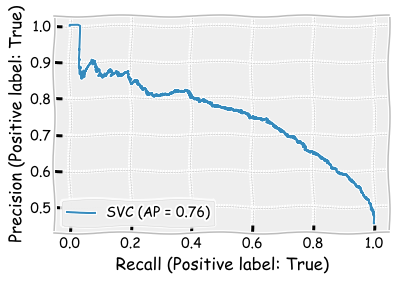 Precision (Positive label: True)
1.0
0.9
0.8
0.7
0.6
0.5
SVC (AP = 0.76)
0.0 0.2 0.4 0.6 0.8 1.0
Recall (Positive label: True)